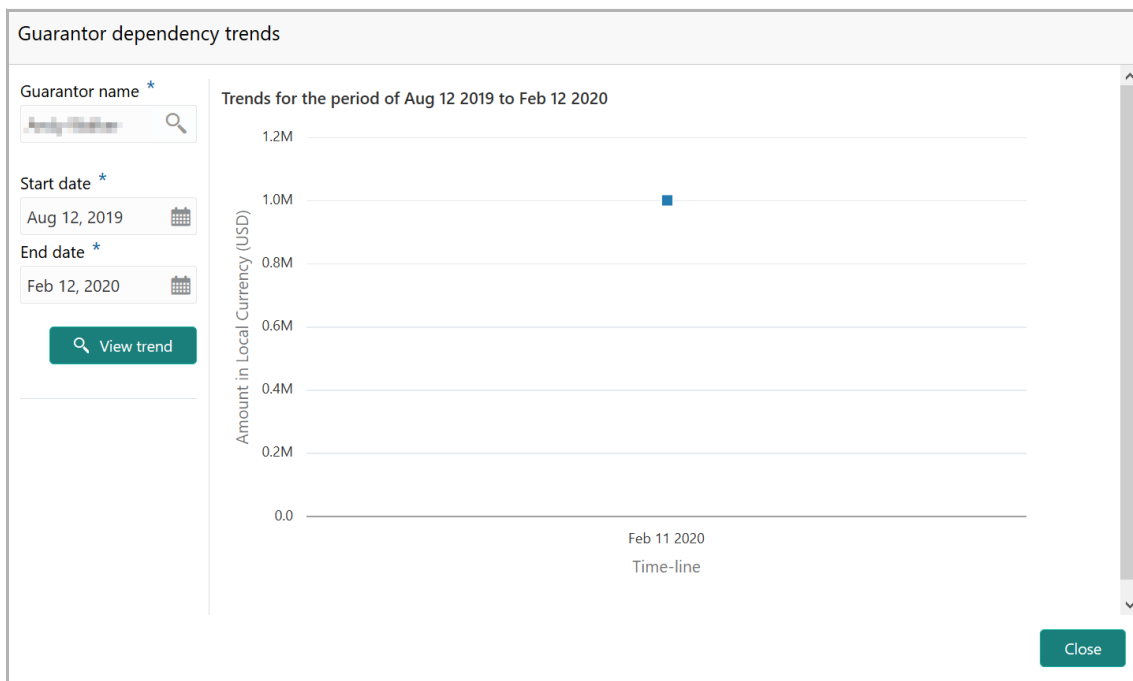 Guarantor dependency trends
Guarantor name *
Start date *
Aug 12, 2019
End date *
Feb 12, 2020
View trend
Trends for the period of Aug 12 2019 to Feb 12 2020
Amount in Local Currency (USD)
1.2M
1.0M
0.8M
0.6M
0.4M
0.2M
0.0
Feb 11 2020
Time-line
Close